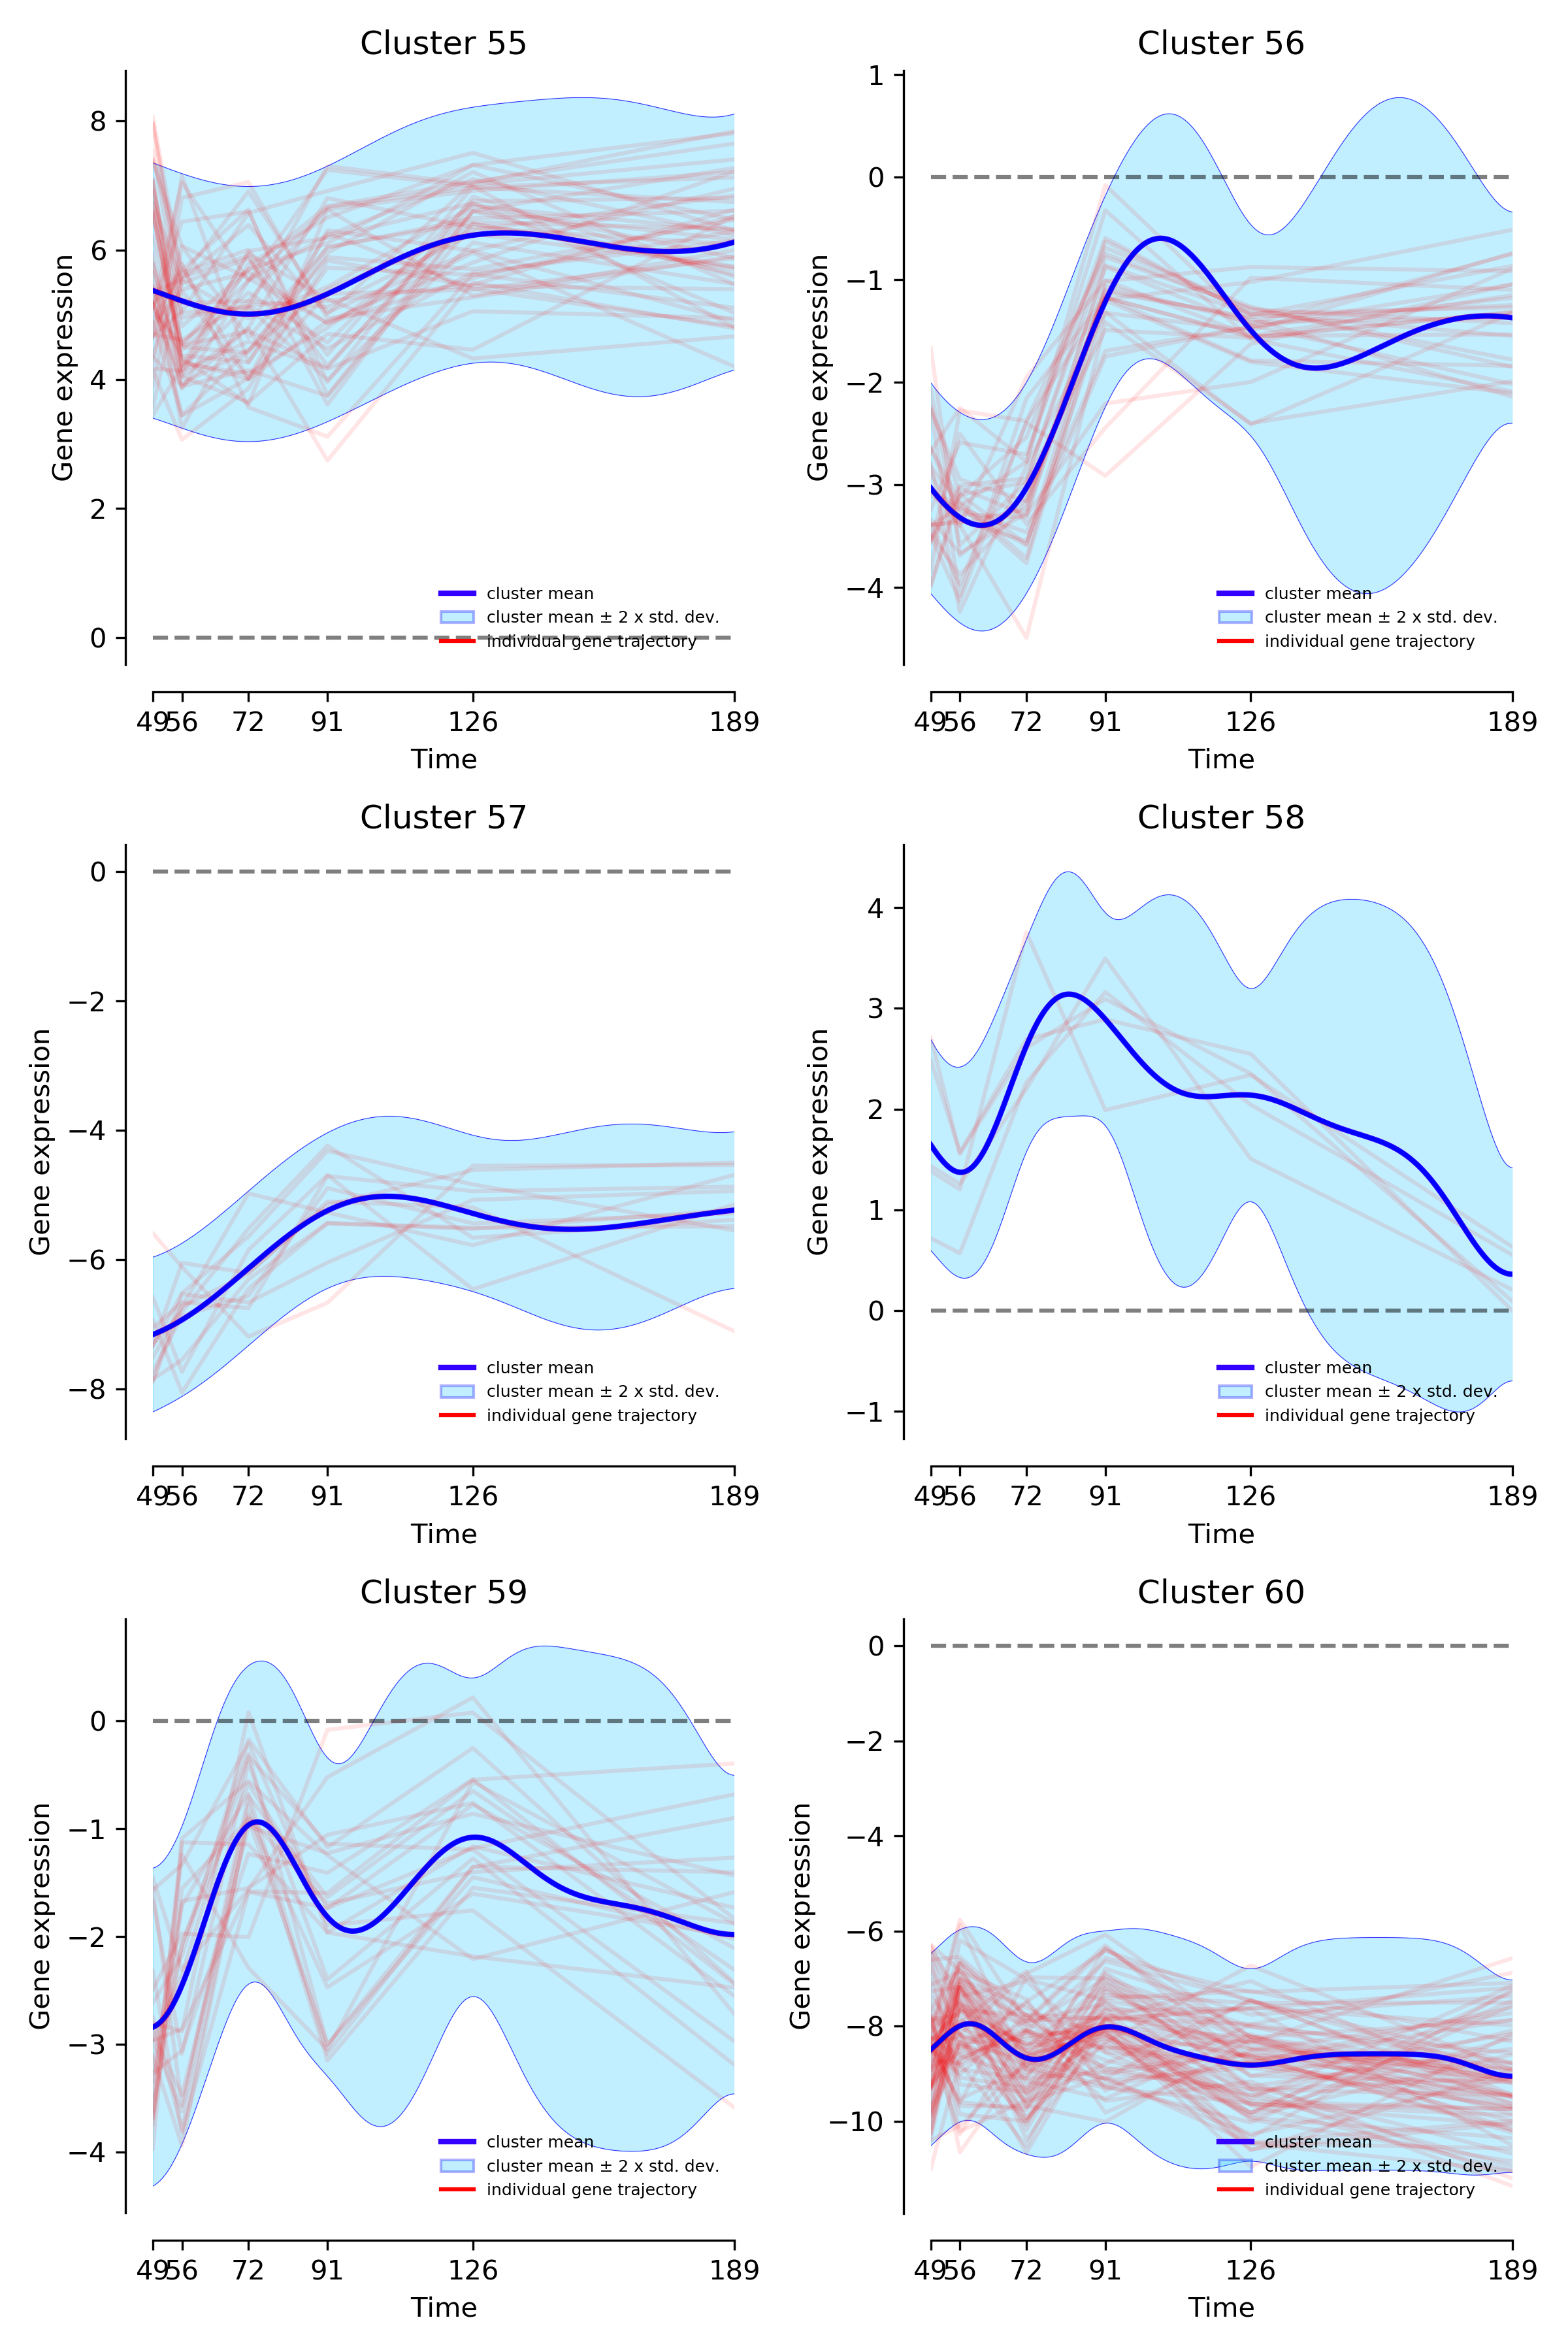 Cluster 55
Gene expression
8
6
4
2
0
cluster mean
cluster mean ± 2 x std. dev.
individual gene trajectory
49 56 72 91 126 189
Time
Cluster 56
Gene expression
1
0
−1
−2
−3
−4
cluster mean
cluster mean ± 2 x std. dev.
individual gene trajectory
49 56 72 91 126 189
Time
Cluster 57
Gene expression
0
−2
−4
−6
−8
cluster mean
cluster mean ± 2 x std. dev.
individual gene trajectory
49 56 72 91 126 189
Time
Cluster 58
Gene expression
4
3
2
1
0
−1
cluster mean
cluster mean ± 2 x std. dev.
individual gene trajectory
49 56 72 91 126 189
Time
Cluster 59
Gene expression
0
−1
−2
−3
−4
cluster mean
cluster mean ± 2 x std. dev.
individual gene trajectory
49 56 72 91 126 189
Time
Cluster 60
Gene expression
0
−2
−4
−6
−8
−10
cluster mean
cluster mean ± 2 x std. dev.
individual gene trajectory
49 56 72 91 126 189
Time